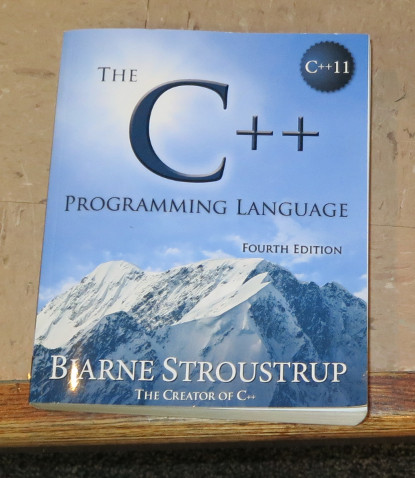 THE
C++11
C++
PROGRAMMING LANGUAGE
FOURTH EDITION
BJARNE STROUSTRUP
THE CREATOR OF C++